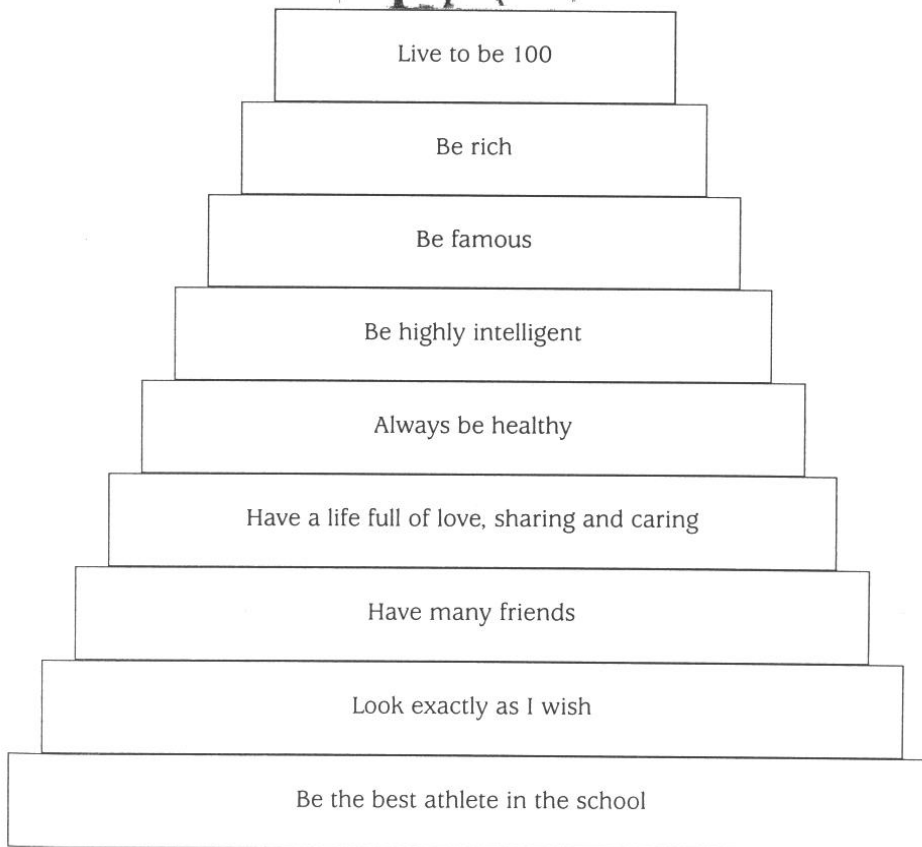 Live to be 100
Be rich
Be famous
Be highly intelligent
Always be healthy
Have a life full of love, sharing and caring
Have many friends
Look exactly as I wish
Be the best athlete in the school